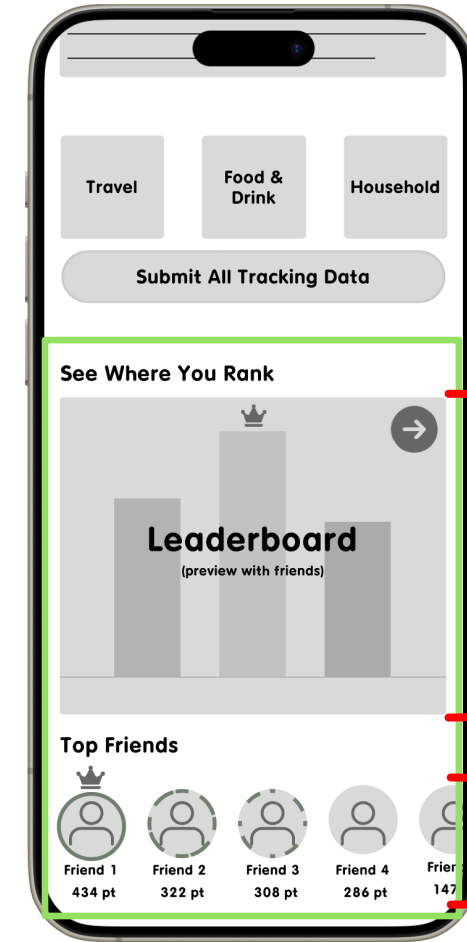 Travel
Food &
Drink
Household
Submit All Tracking Data
See Where You Rank
Leaderboard
(preview with friends)
Top Friends
Friend 1
Friend 2
Friend 3
Friend 4
434 pt
322 pt
308 pt
286 pt
147